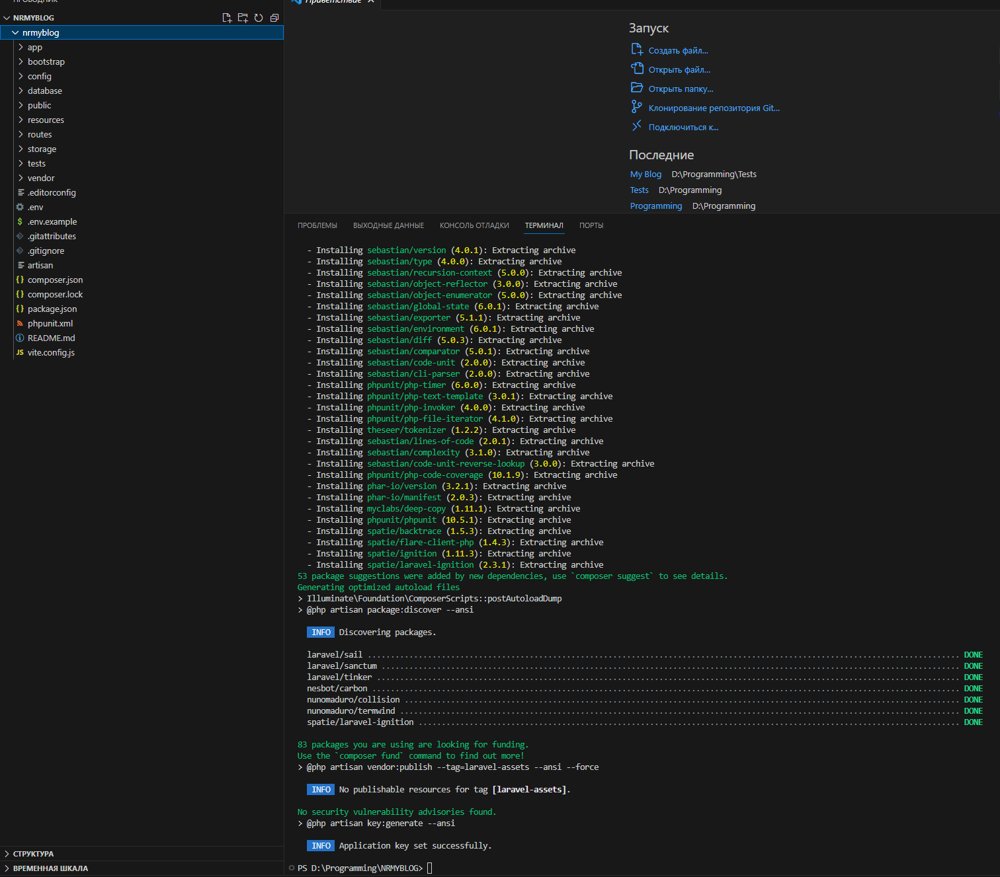 ПРОВОДНИК
NRMYBLOG
nrmyblog
app
bootstrap
config
database
public
resources
routes
storage
tests
vendor
.editorconfig
.env
$ .env.example
.gitattributes
.gitignore
artisan
{} composer.json
{} composer.lock
{} package.json
phpunit.xml
README.md
JS vite.config.js
СТРУКТУРА
ВРЕМЕННАЯ ШКАЛА
Приветствие
Запуск
Создать файл...
Открыть файл...
Открыть папку...
Клонирование репозитория Git...
Подключиться к...
Последние
My Blog D:\Programming\Tests
Tests D:\Programming
Programming D:\Programming
ПРОБЛЕМЫ ВЫХОДНЫЕ ДАННЫЕ КОНСОЛЬ ОТЛАДКИ ТЕРМИНАЛ ПОРТЫ
- Installing sebastian/version (4.0.1): Extracting archive
- Installing sebastian/type (4.0.0): Extracting archive
- Installing sebastian/recursion-context (5.0.0): Extracting archive
- Installing sebastian/object-reflector (3.0.0): Extracting archive
- Installing sebastian/object-enumerator (5.0.0): Extracting archive
- Installing sebastian/global-state (6.0.1): Extracting archive
- Installing sebastian/exporter (5.1.1): Extracting archive
- Installing sebastian/environment (6.0.1): Extracting archive
- Installing sebastian/diff (5.0.3): Extracting archive
- Installing sebastian/comparator (5.0.1): Extracting archive
- Installing sebastian/code-unit (2.0.0): Extracting archive
- Installing sebastian/cli-parser (2.0.0): Extracting archive
- Installing phpunit/php-timer (6.0.0): Extracting archive
- Installing phpunit/php-text-template (3.0.1): Extracting archive
- Installing phpunit/php-invoker (4.0.0): Extracting archive
- Installing phpunit/php-file-iterator (4.1.0): Extracting archive
- Installing theseer/tokenizer (1.2.2): Extracting archive
- Installing sebastian/lines-of-code (2.0.1): Extracting archive
- Installing sebastian/complexity (3.1.0): Extracting archive
- Installing sebastian/code-unit-reverse-lookup (3.0.0): Extracting archive
- Installing phpunit/php-code-coverage (10.1.9): Extracting archive
- Installing phar-io/version (3.2.1): Extracting archive
- Installing phar-io/manifest (2.0.3): Extracting archive
- Installing myclabs/deep-copy (1.11.1): Extracting archive
- Installing phpunit/phpunit (10.5.1): Extracting archive
- Installing spatie/backtrace (1.5.3): Extracting archive
- Installing spatie/flare-client-php (1.4.3): Extracting archive
- Installing spatie/ignition (1.11.3): Extracting archive
- Installing spatie/laravel-ignition (2.3.1): Extracting archive
53 package suggestions were added by new dependencies, use `composer suggest` to see details.
Generating optimized autoload files
> Illuminate\Foundation\ComposerScripts::postAutoloadDump
> @php artisan package:discover --ansi
INFO Discovering packages.
laravel/sail ........ DONE
laravel/sanctum ........ DONE
laravel/tinker ........ DONE
nesbot/carbon ........ DONE
nunomaduro/collision ........ DONE
nunomaduro/termwind ........ DONE
spatie/laravel-ignition ........ DONE
83 packages you are using are looking for funding.
Use the `composer fund` command to find out more!
> @php artisan vendor:publish --tag=laravel-assets --ansi --force
INFO No publishable resources for tag [laravel-assets].
No security vulnerability advisories found.
> @php artisan key:generate --ansi
INFO Application key set successfully.
PS D:\Programming\NRMYBLOG>